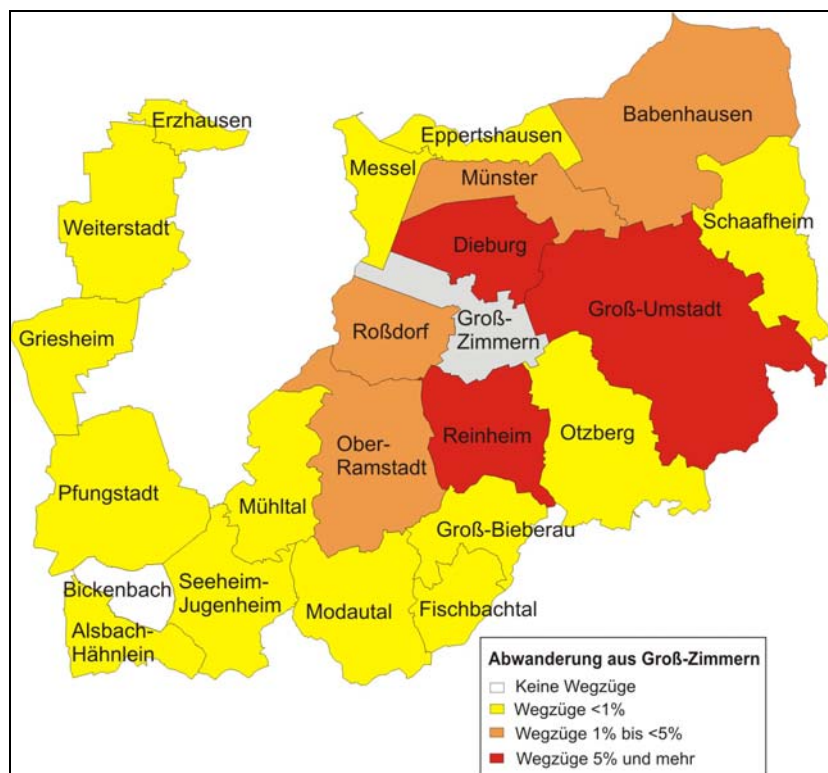 Erzhausen
Babenhausen
Eppertshausen
Messel
Münster
Schaafheim
Weiterstadt
Dieburg
Groß-Umstadt
Groß-
Zimmern
Roßdorf
Griesheim
Otzberg
Reinheim
Ober-
Ramstadt
Pfungstadt
Mühltal
Groß-Bieberau
Bickenbach
Seeheim-
Jugenheim
Modautal
Fischbachtal
Alsbach-
Hähnlein
Abwanderung aus Groß-Zimmern
Keine Wegzüge
Wegzüge <1%
Wegzüge 1% bis <5%
Wegzüge 5% und mehr